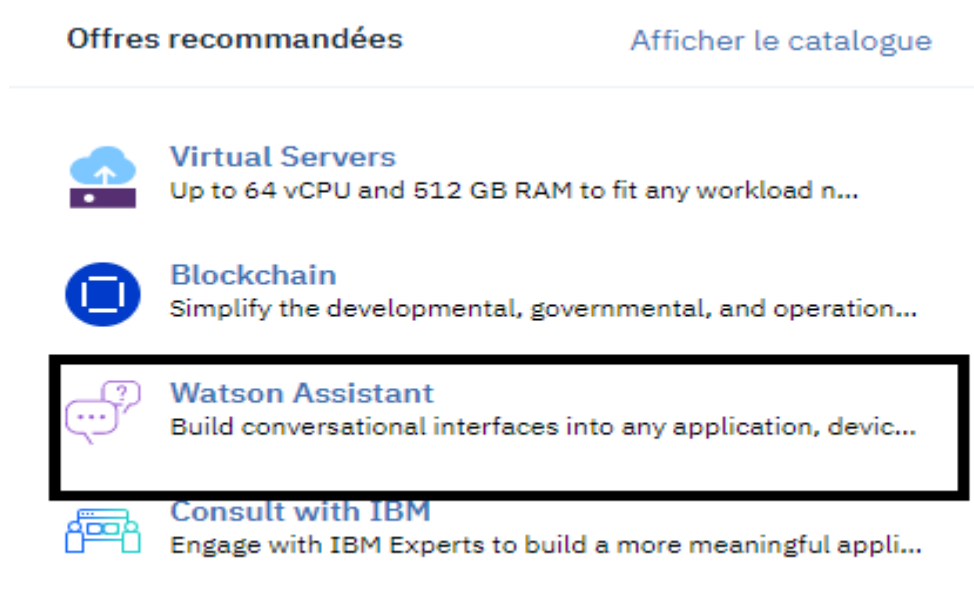 Offres recommandées Afficher le catalogue
Virtual Servers
Up to 64 vCPU and 512 GB RAM to fit any workload n...
Blockchain
Simplify the developmental, governmental, and operation...
Watson Assistant
Build conversational interfaces into any application, devic...
Consult with IBM
Engage with IBM Experts to build a more meaningful appli...